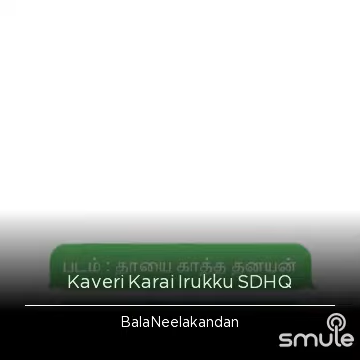 படம் : தாயை காத்த தனயன்
Kaveri Karai Irukku SDHQ
BalaNeelakandan
smule